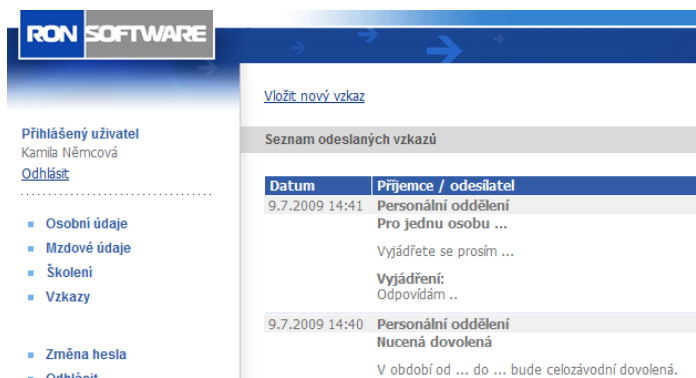 RON SOFTWARE
Vložit nový vzkaz
Přihlášený uživatel
Kamila Němcová
Odhlásit
Osobní údaje
Mzdové údaje
Školení
Vzkazy
Změna hesla
Odhlásit
Seznam odeslaných vzkazů
Datum Příjemce / odesílatel
9.7.2009 14:41 Personální oddělení
Pro jednu osobu ...
Vyjádřete se prosím ...
Vyjádření:
Odpovídám ..
9.7.2009 14:40 Personální oddělení
Nucená dovolená
V období od ... do ... bude celozávodní dovolená.